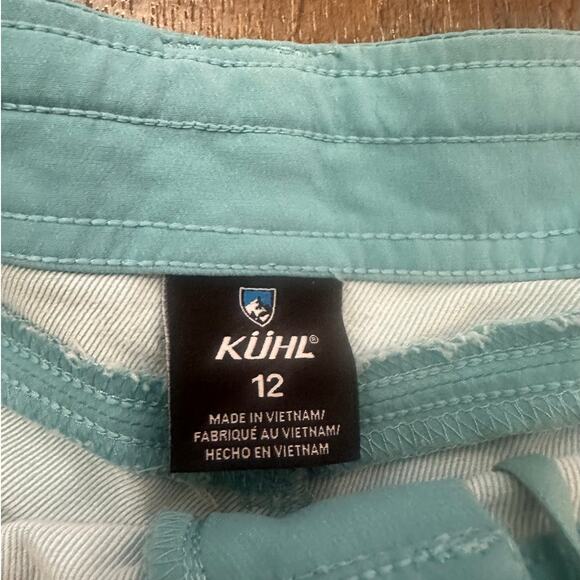 KÜHL®
12
MADE IN VIETNAM/
FABRIQUÉ AU VIETNAM/
HECHO EN VIETNAM